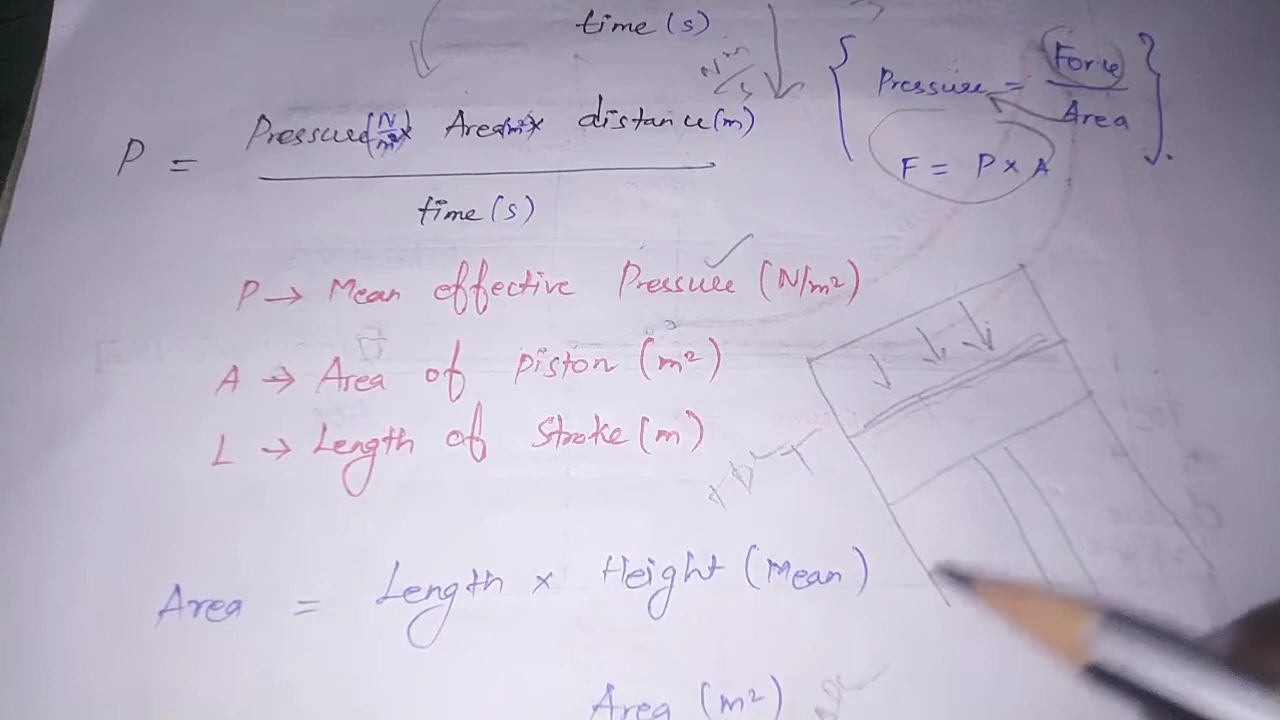 time (s)
Nm/s
{ Pressure = Force / Area }
F = P × A
P = Pressure (N/m²) × Area (m²) × distance (m)
time (s)
P → Mean effective Pressure (N/m²)
A → Area of piston (m²)
L → Length of Stroke (m)
Area = Length × Height (Mean)
Area (m²)